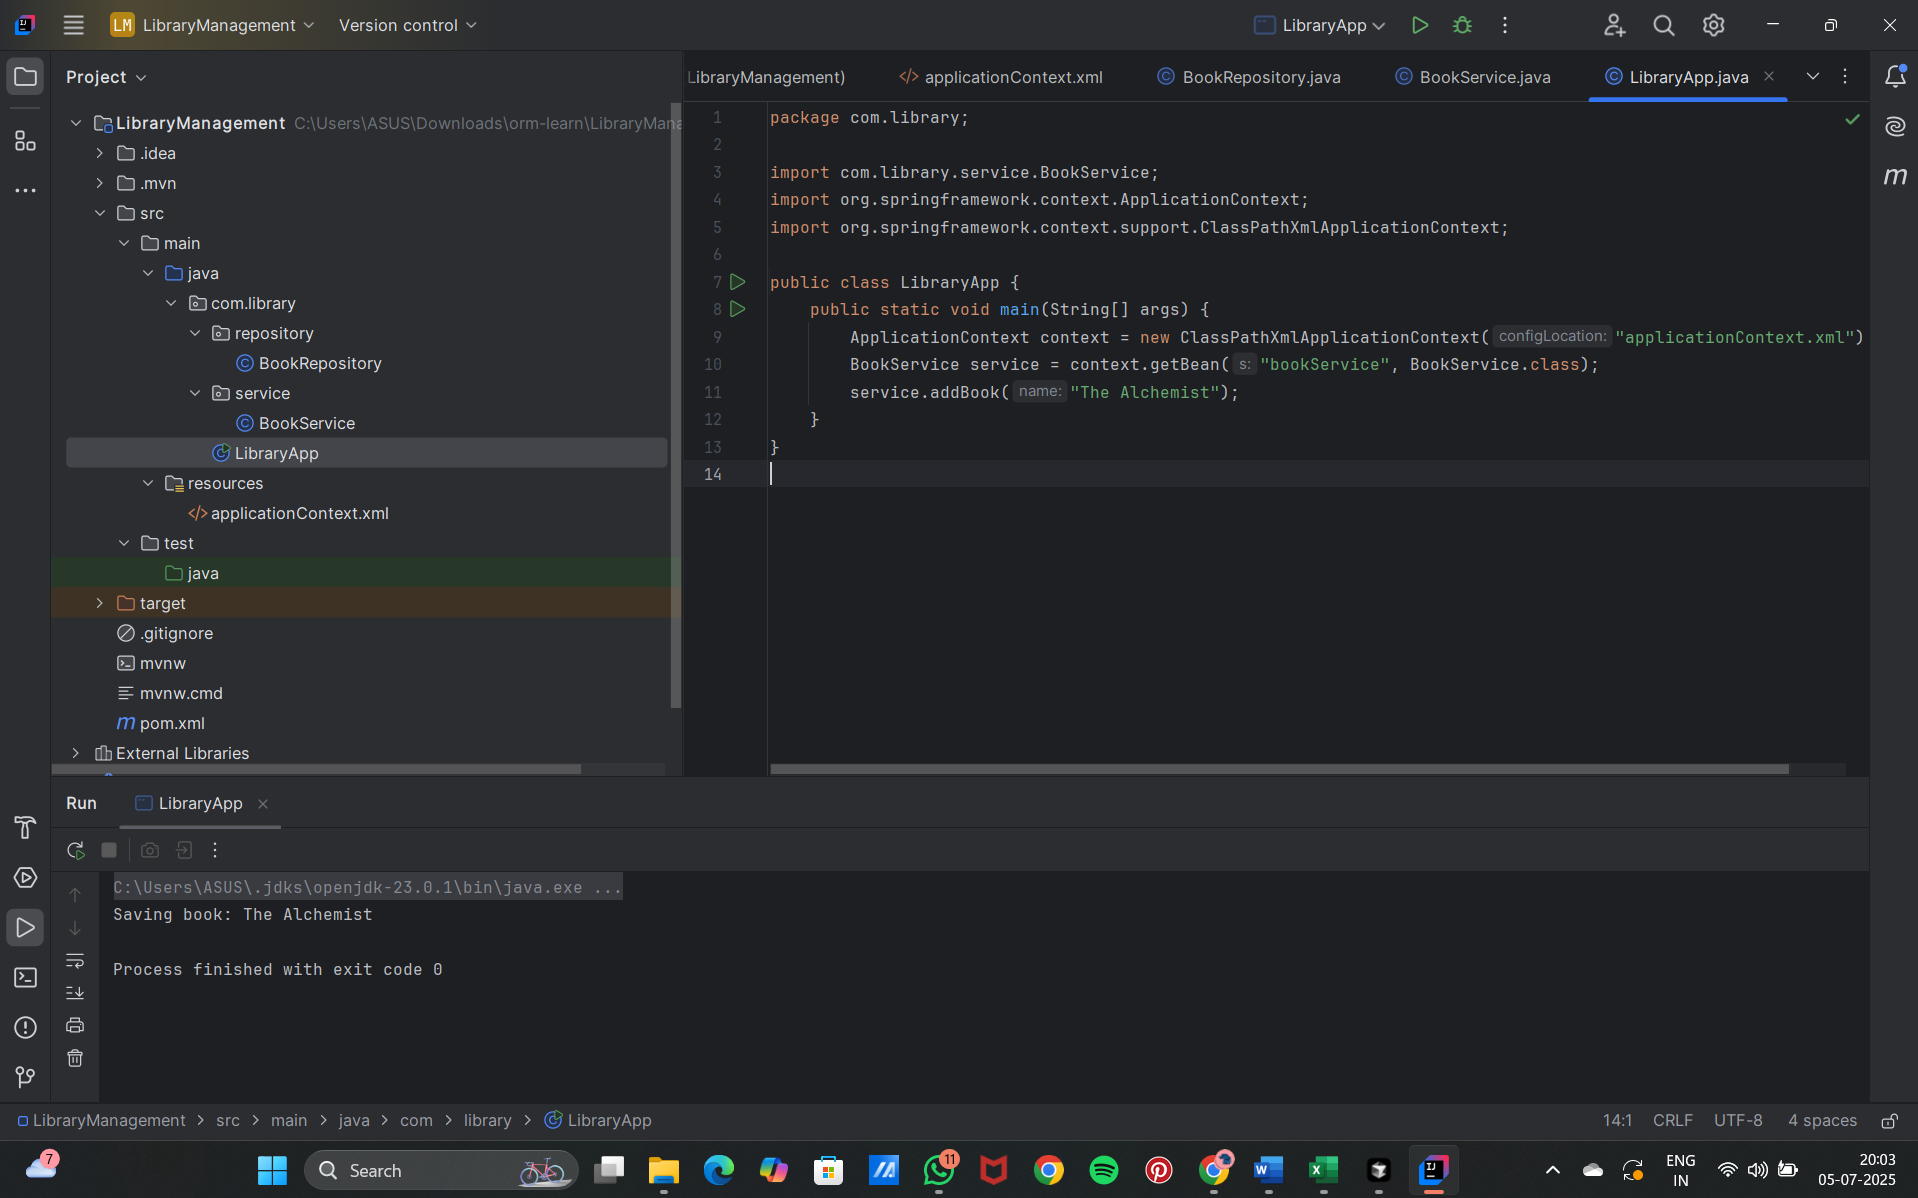 LM LibraryManagement Version control LibraryApp
Project
LibraryManagement C:\Users\ASUS\Downloads\orm-learn\LibraryMana
.idea
.mvn
src
main
java
com.library
repository
BookRepository
service
BookService
LibraryApp
resources
applicationContext.xml
test
java
target
.gitignore
mvnw
mvnw.cmd
pom.xml
External Libraries
LibraryManagement) applicationContext.xml BookRepository.java BookService.java LibraryApp.java
1 package com.library;
2
3 import com.library.service.BookService;
4 import org.springframework.context.ApplicationContext;
5 import org.springframework.context.support.ClassPathXmlApplicationContext;
6
7 public class LibraryApp {
8 public static void main(String[] args) {
9 ApplicationContext context = new ClassPathXmlApplicationContext( configLocation: "applicationContext.xml")
10 BookService service = context.getBean( s: "bookService", BookService.class);
11 service.addBook( name: "The Alchemist");
12 }
13 }
14
Run LibraryApp
C:\Users\ASUS\.jdks\openjdk-23.0.1\bin\java.exe ...
Saving book: The Alchemist
Process finished with exit code 0
LibraryManagement > src > main > java > com > library > LibraryApp 14:1 CRLF UTF-8 4 spaces
7 Search 11 ENG 20:03
IN 05-07-2025